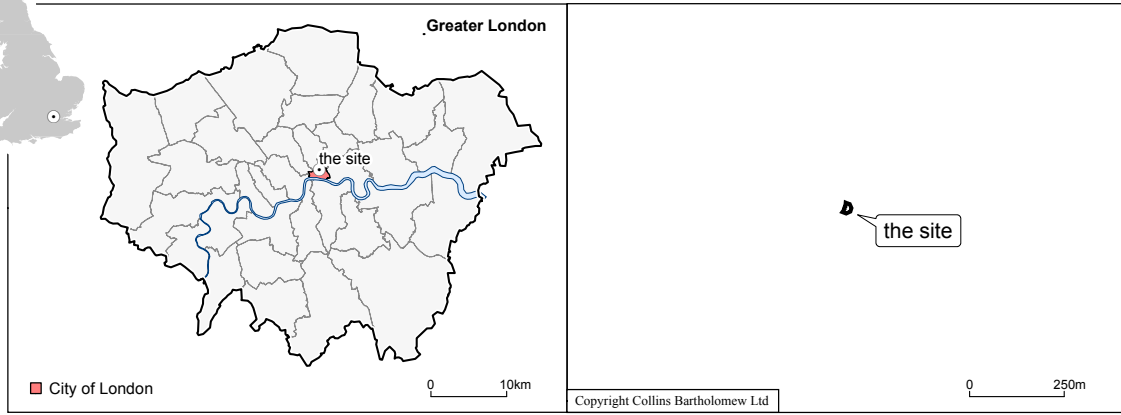 Greater London
the site
City of London
0 10km
the site
Copyright Collins Bartholomew Ltd
0 250m